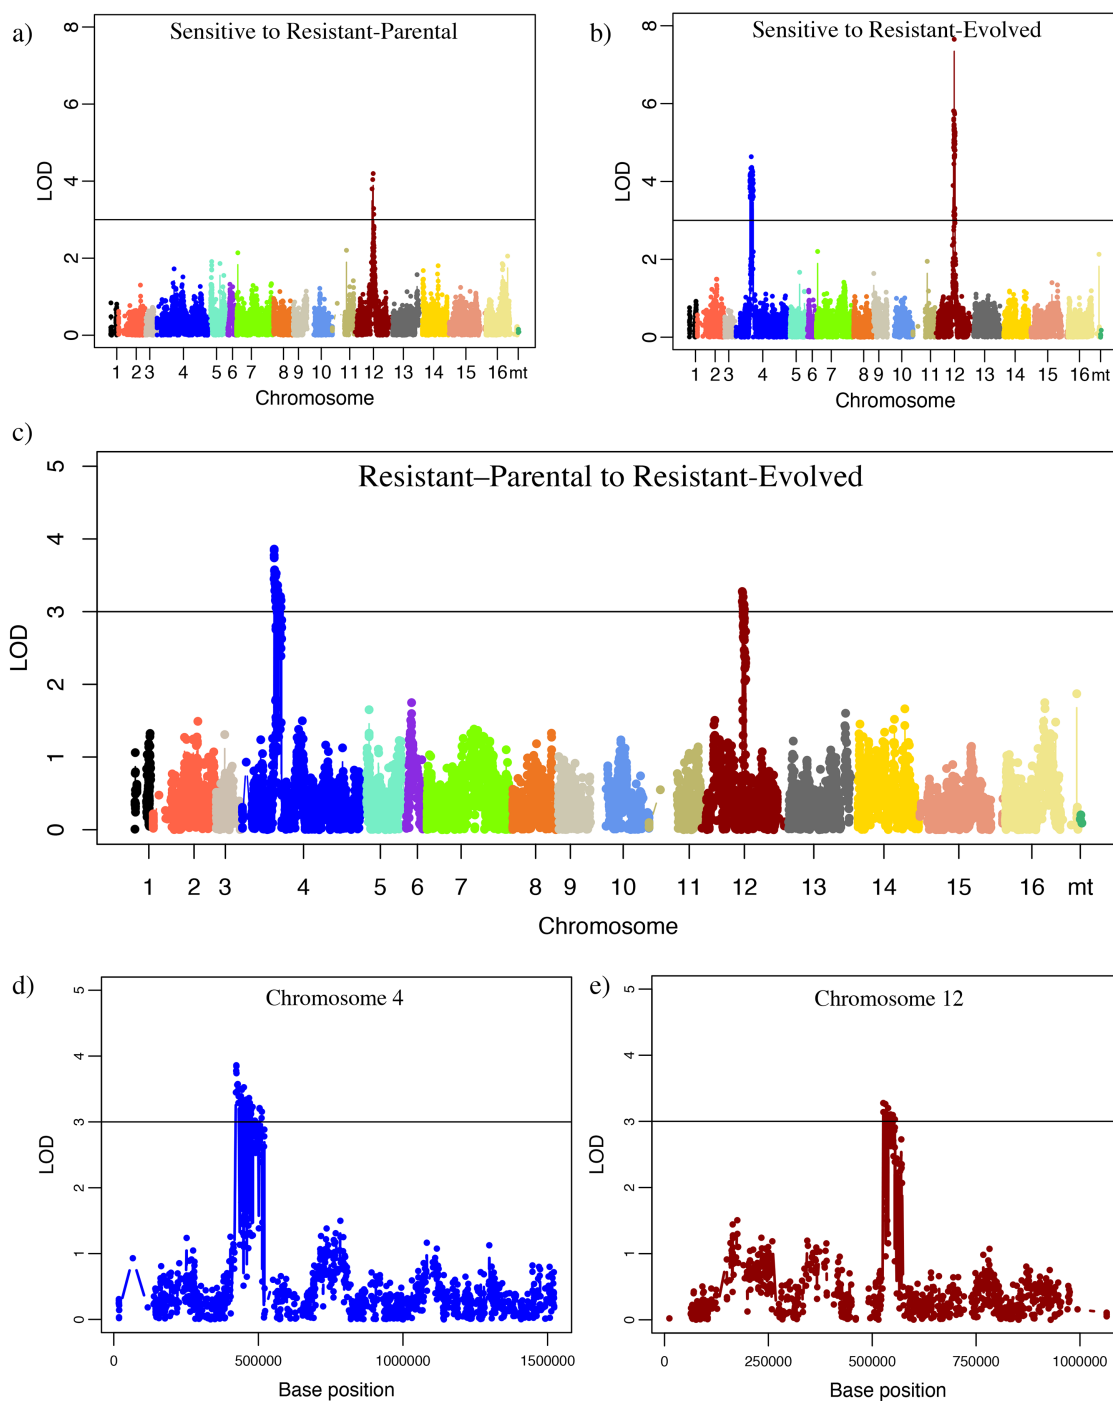 a)
Sensitive to Resistant-Parental
8
6
4
2
0
LOD
1 2 3 4 5 6 7 8 9 10 11 12 13 14 15 16 mt
Chromosome
b)
Sensitive to Resistant-Evolved
8
6
4
2
0
LOD
1 2 3 4 5 6 7 8 9 10 11 12 13 14 15 16 mt
Chromosome
c)
Resistant–Parental to Resistant-Evolved
5
4
3
2
1
0
LOD
1 2 3 4 5 6 7 8 9 10 11 12 13 14 15 16 mt
Chromosome
d)
Chromosome 4
5
4
3
2
1
0
LOD
0 500000 1000000 1500000
Base position
e)
Chromosome 12
5
4
3
2
1
0
LOD
0 250000 500000 750000 1000000
Base position